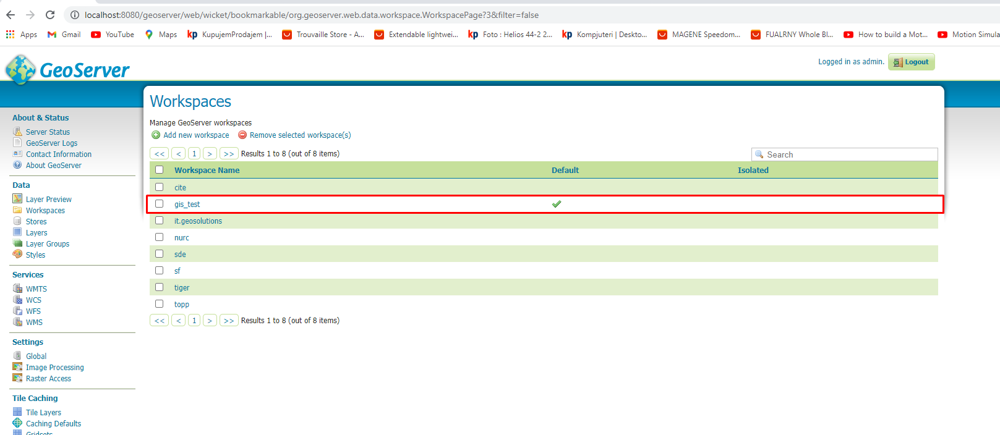 localhost:8080/geoserver/web/wicket/bookmarkable/org.geoserver.web.data.workspace.WorkspacePage?3&filter=false
Apps Gmail YouTube Maps KupujemProdajem |... Trouvaille Store - A... Extendable lightwei... Foto : Helios 44-2 2... Kompjuteri | Deskto... MAGENE Speedom... FUALRNY Whole Bl... How to build a Mot... Motion Simula
GeoServer
Logged in as admin. Logout
Workspaces
Manage GeoServer workspaces
Add new workspace Remove selected workspace(s)
<< < 1 > >> Results 1 to 8 (out of 8 items) Search
Workspace Name Default Isolated
cite
gis_test
it.geosolutions
nurc
sde
sf
tiger
topp
<< < 1 > >> Results 1 to 8 (out of 8 items)
About & Status
Server Status
GeoServer Logs
Contact Information
About GeoServer
Data
Layer Preview
Workspaces
Stores
Layers
Layer Groups
Styles
Services
WMTS
WCS
WFS
WMS
Settings
Global
Image Processing
Raster Access
Tile Caching
Tile Layers
Caching Defaults
Gridsets